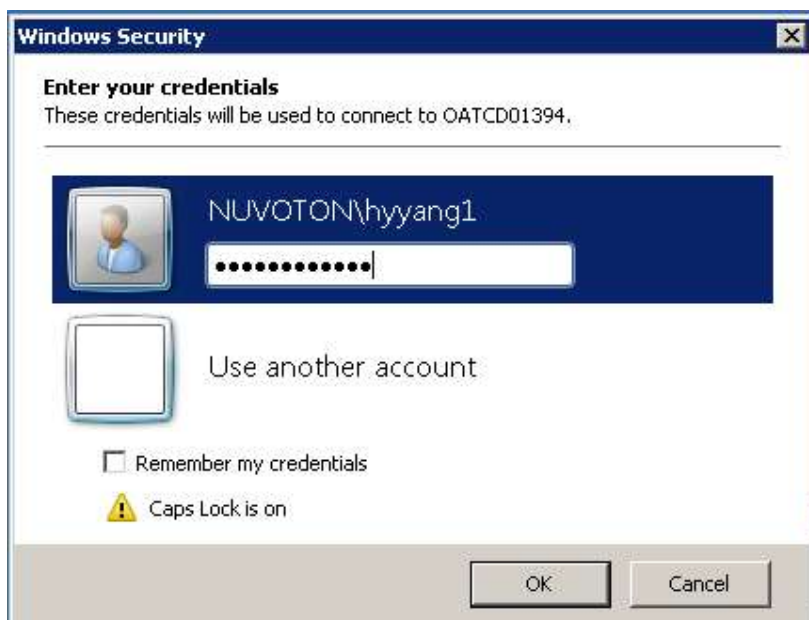 Windows Security
Enter your credentials
These credentials will be used to connect to OATCD01394.
NUVOTON\hyyang1
••••••••••••
Use another account
Remember my credentials
Caps Lock is on
OK
Cancel